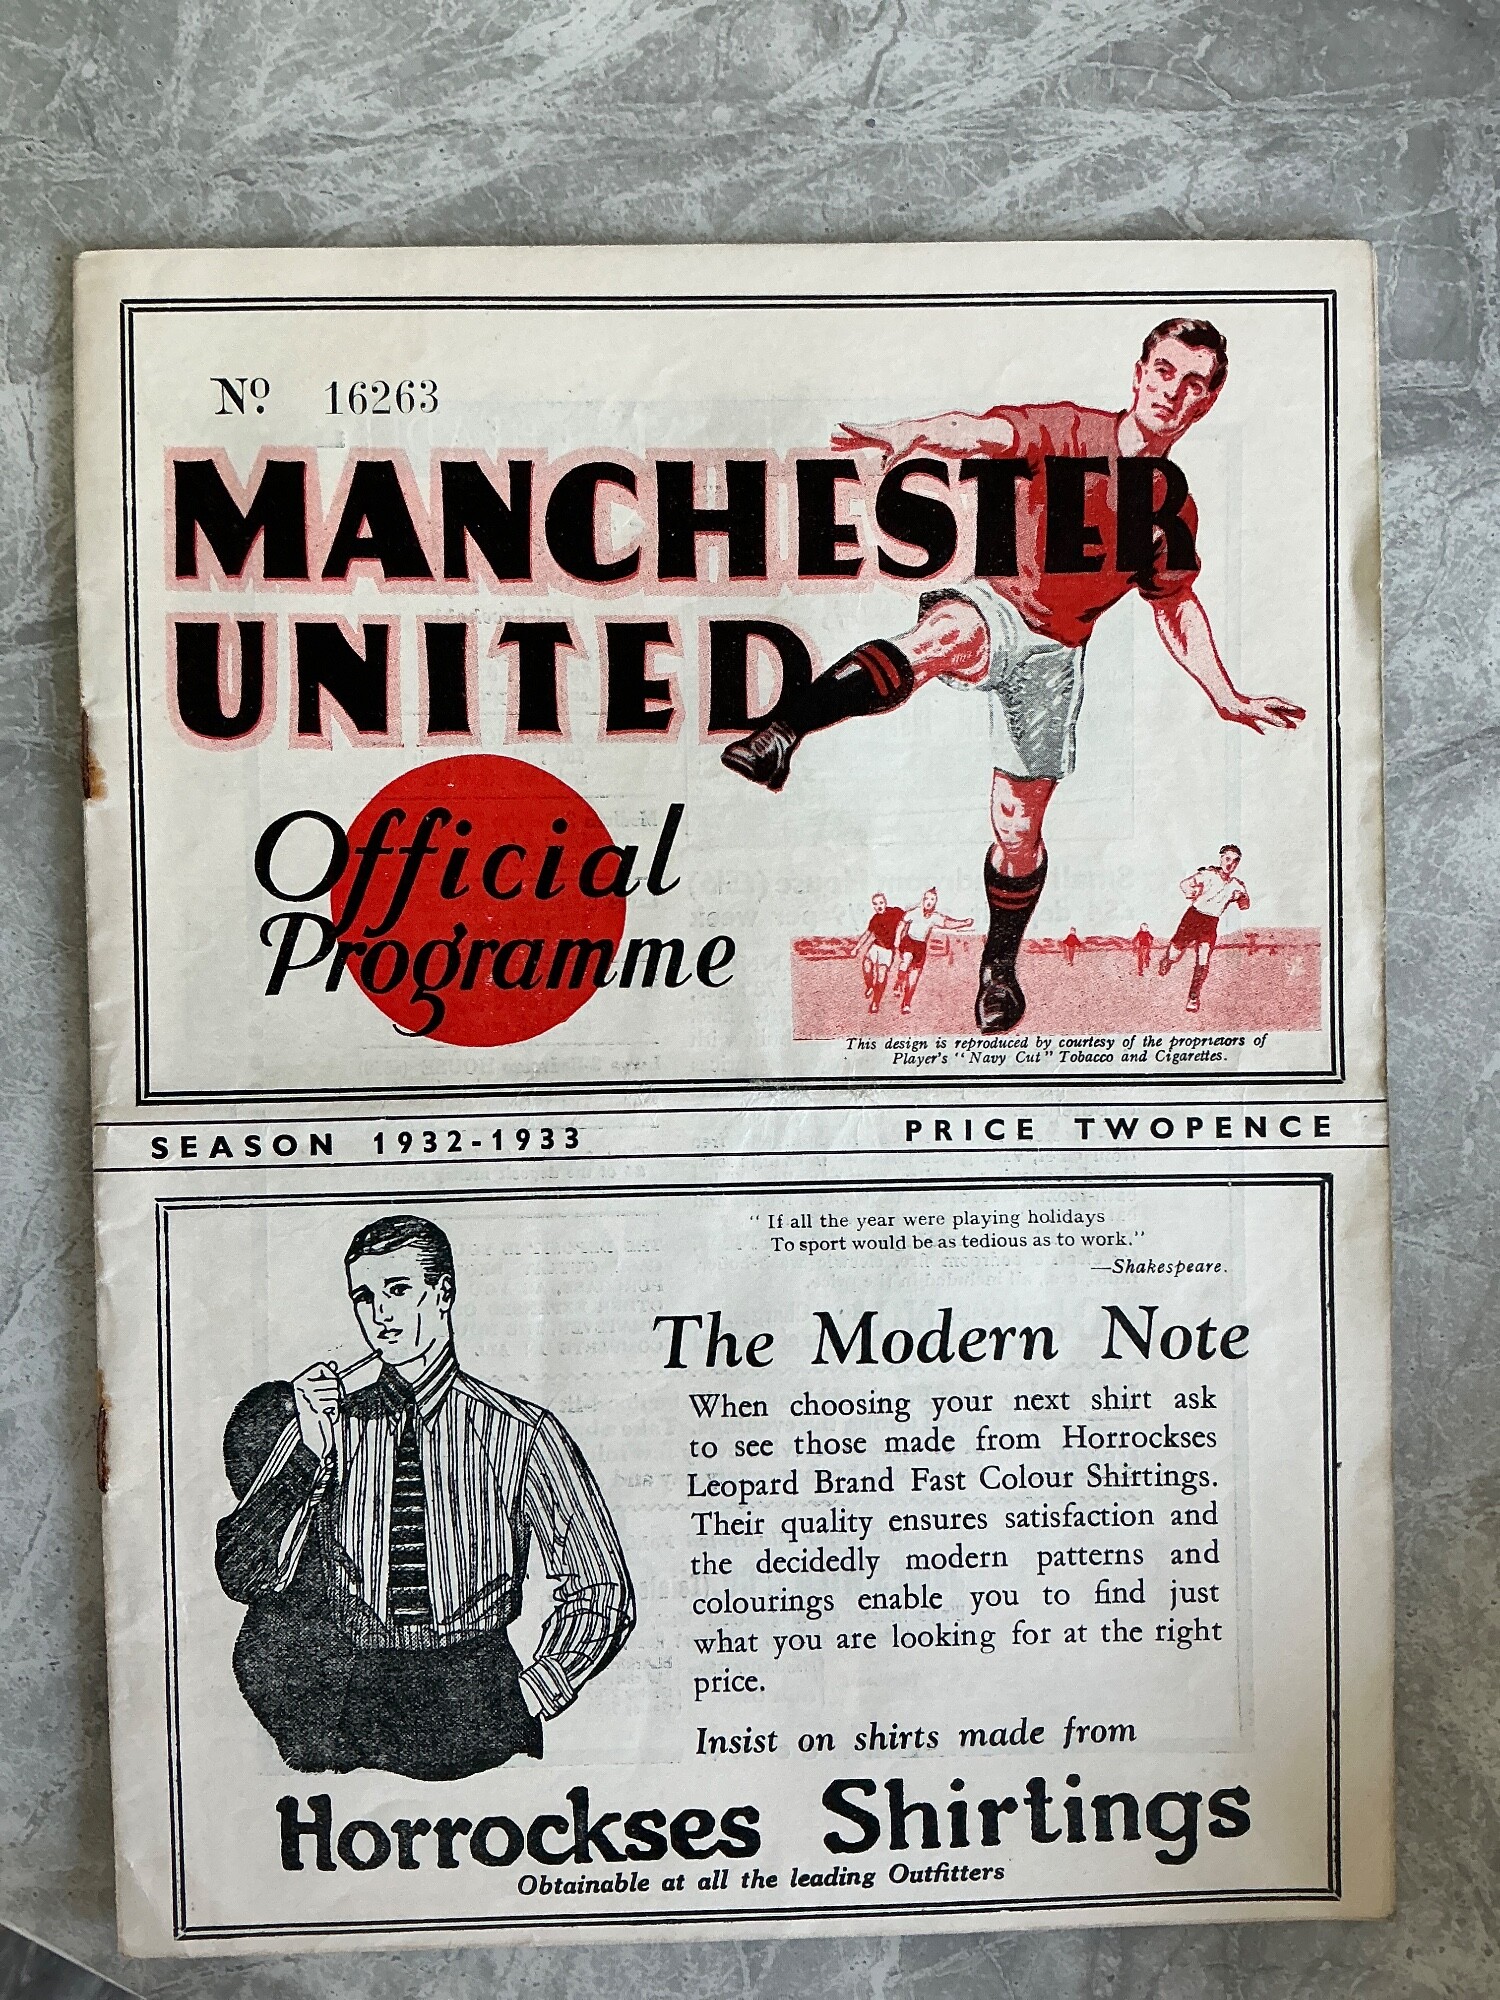 No. 16263
MANCHESTER
UNITED
Official
Programme
This design is reproduced by courtesy of the proprietors of
Player's "Navy Cut" Tobacco and Cigarettes.
SEASON 1932-1933
PRICE TWOPENCE
"If all the year were playing holidays
To sport would be as tedious as to work."
—Shakespeare.
The Modern Note
When choosing your next shirt ask
to see those made from Horrockses
Leopard Brand Fast Colour Shirtings.
Their quality ensures satisfaction and
the decidedly modern patterns and
colourings enable you to find just
what you are looking for at the right
price.
Insist on shirts made from
Horrockses Shirtings
Obtainable at all the leading Outfitters